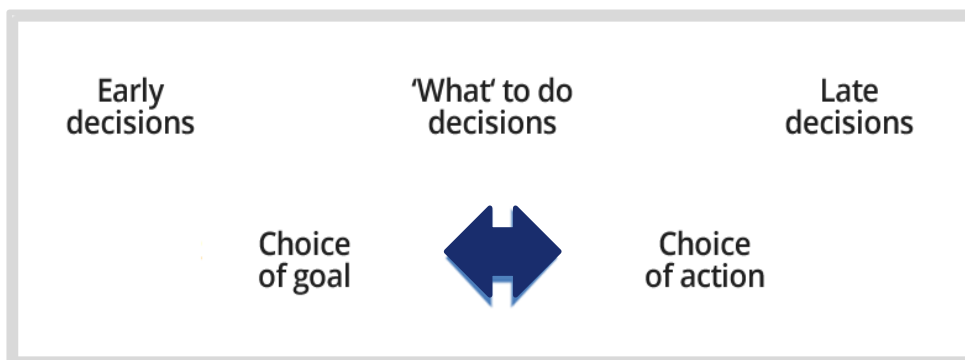 Early
decisions
‘What‘ to do
decisions
Late
decisions
Choice
of goal
Choice
of action